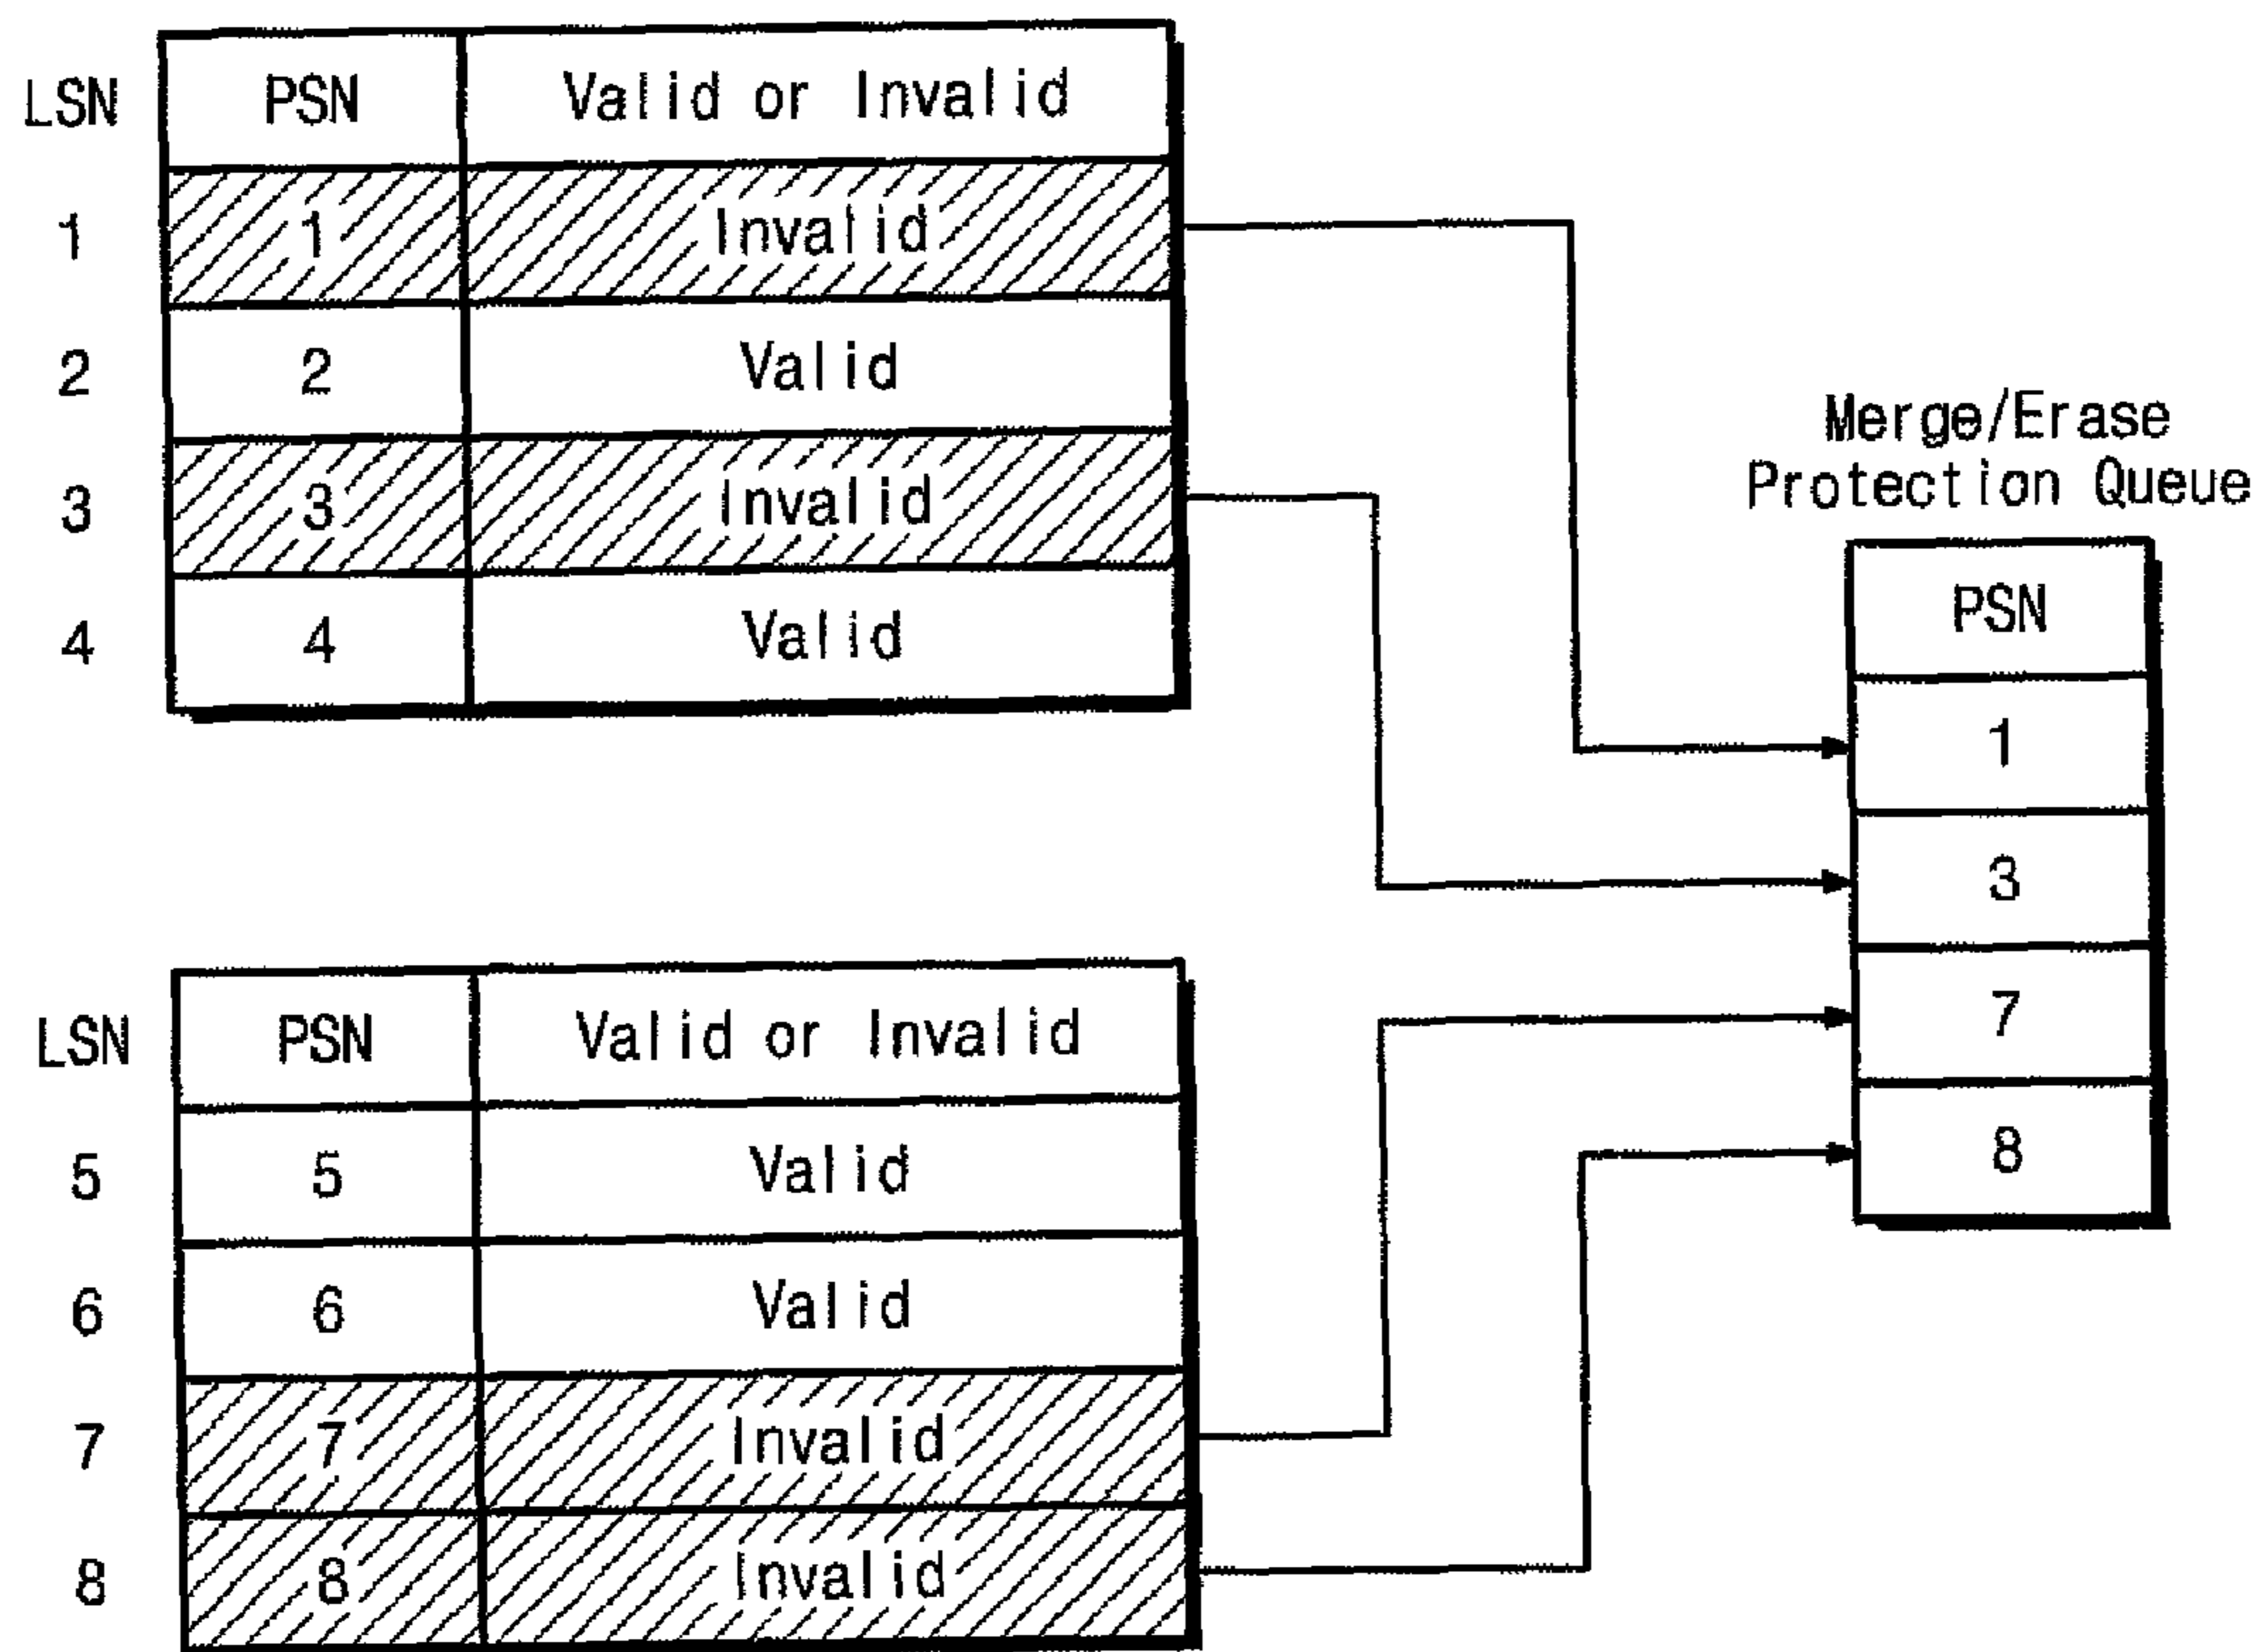 LSN PSN Valid or Invalid
1 1 Invalid
2 2 Valid
3 3 Invalid
4 4 Valid
Merge/Erase
Protection Queue
PSN
1
3
7
8
LSN PSN Valid or Invalid
5 5 Valid
6 6 Valid
7 7 Invalid
8 8 Invalid